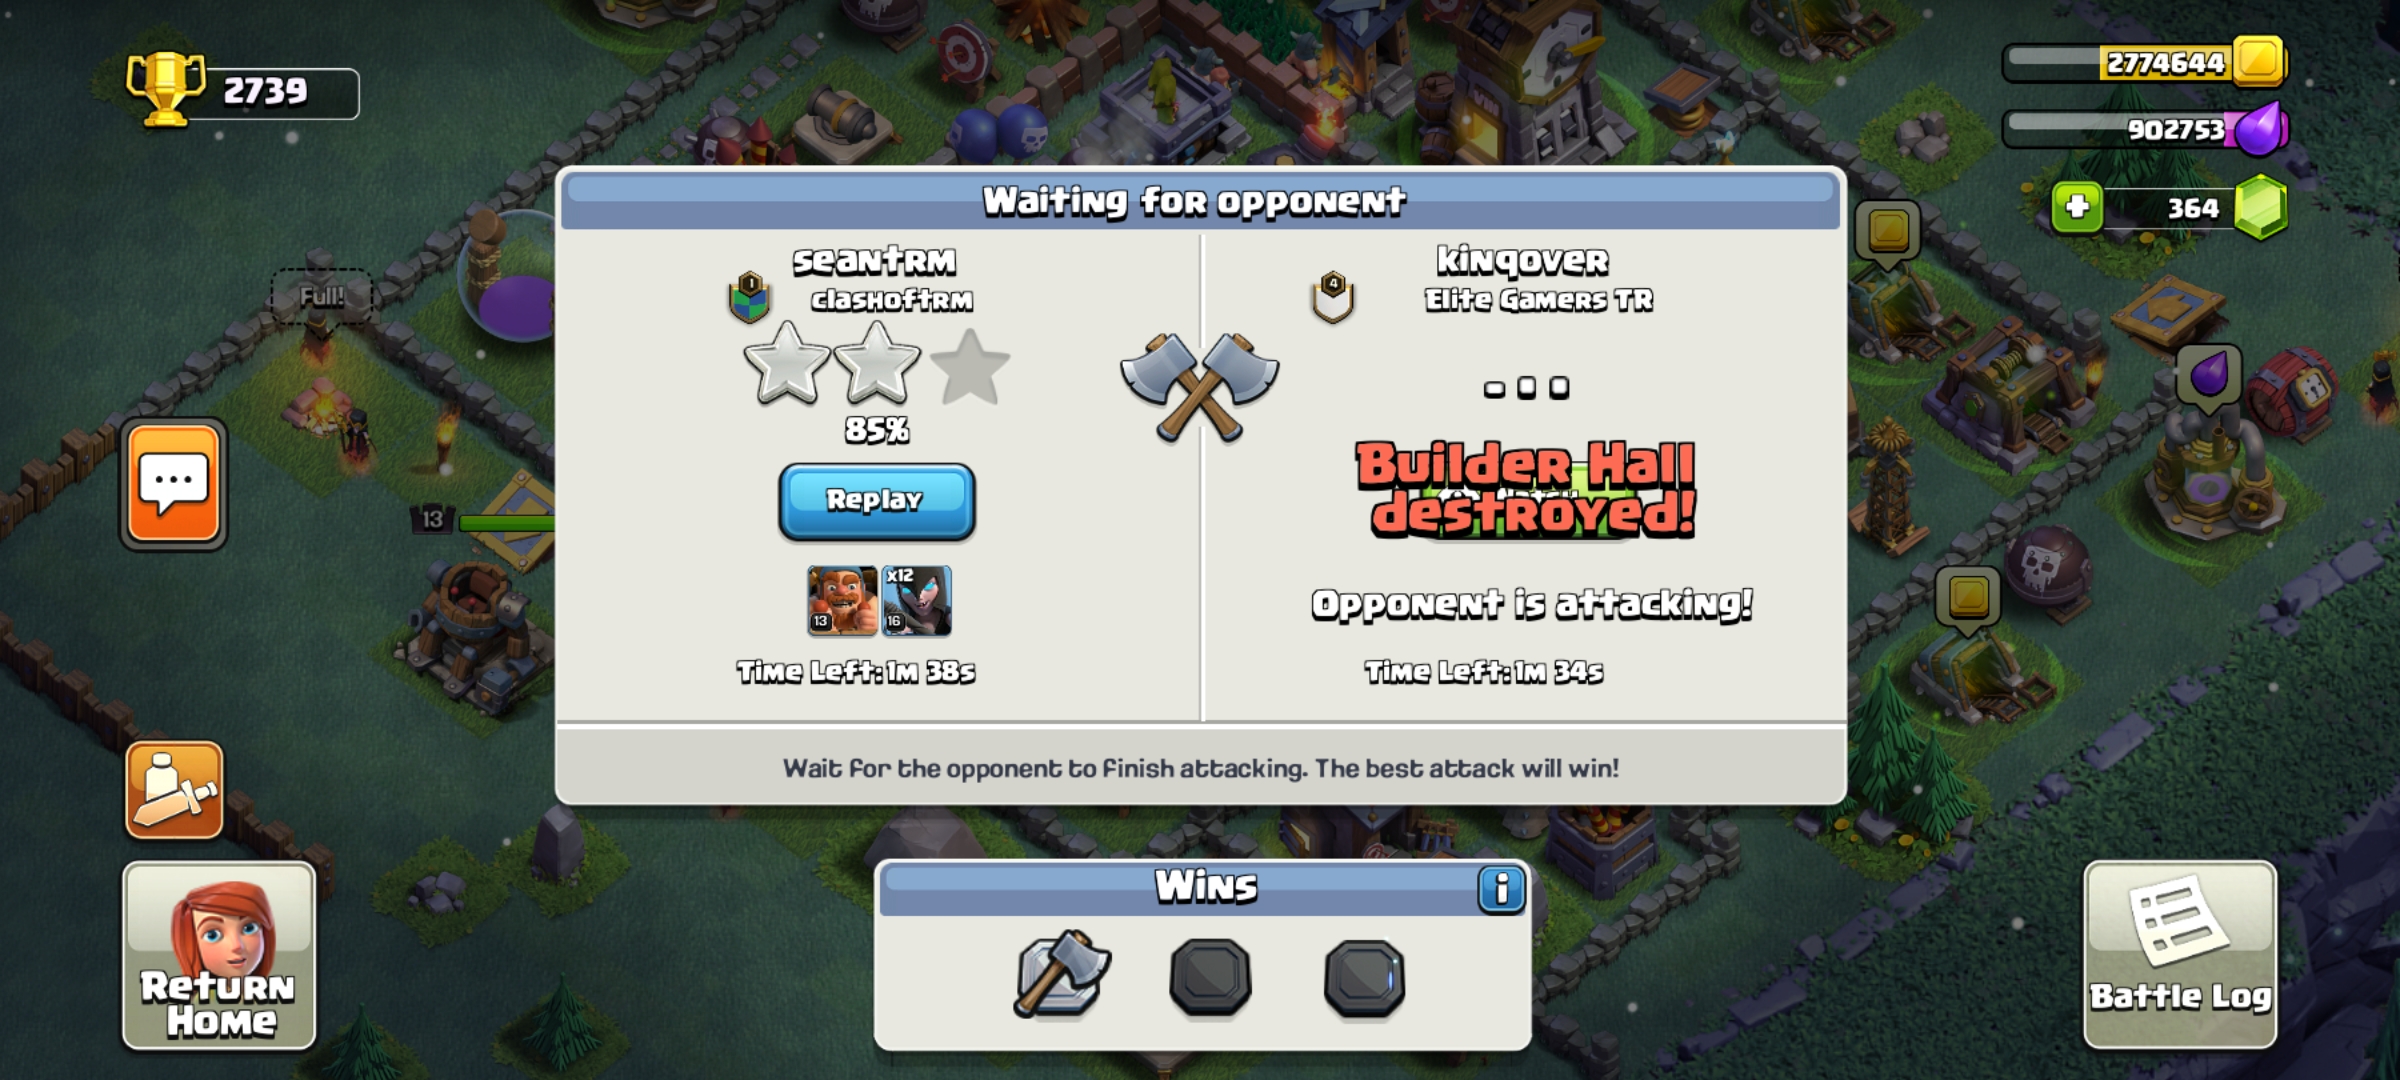 2739
2774644
902753
364
Full!
13
Waiting for opponent
seantrm
1
clashoftrm
85%
Replay
x12
13
16
Time Left: 1m 38s
kinqover
4
Elite Gamers TR
Builder Hall
destroyed!
Opponent is attacking!
Time Left: 1m 34s
Wait for the opponent to finish attacking. The best attack will win!
Wins
i
Return
Home
Battle Log